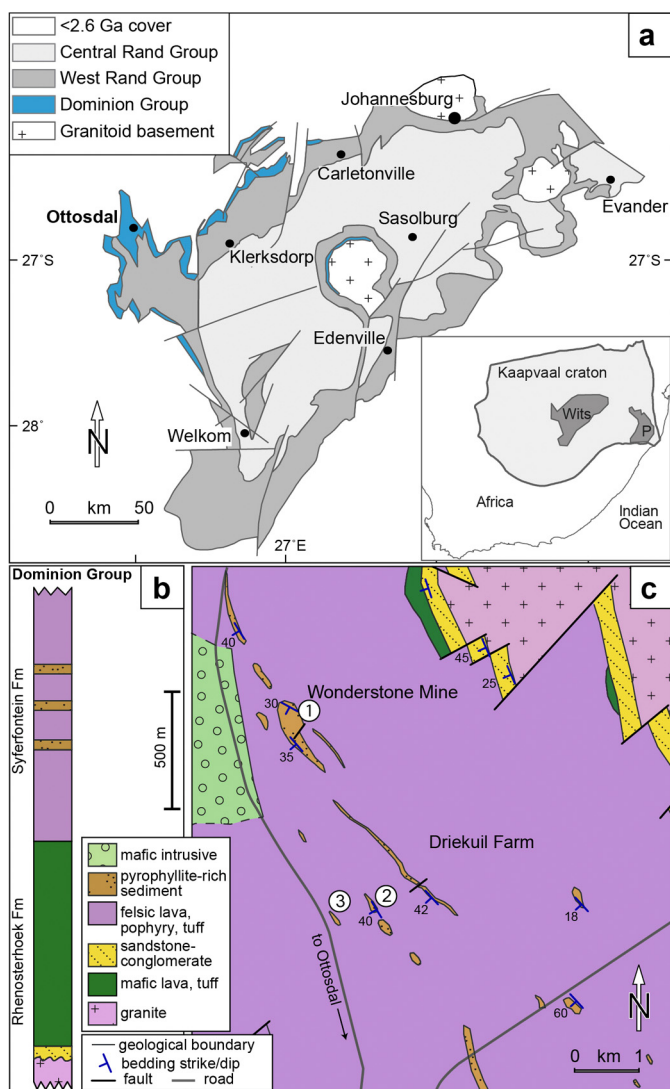 a
<2.6 Ga cover
Central Rand Group
West Rand Group
Dominion Group
Granitoid basement
Johannesburg
Carletonville
Evander
Ottosdal
Sasolburg
Klerksdorp
27°S
27°S
Edenville
28°
Welkom
N
0 km 50
27°E
Kaapvaal craton
Wits
P
Africa
Indian
Ocean
Dominion Group
b
c
Syferfontein Fm
Rhenosterhoek Fm
500 m
mafic intrusive
pyrophyllite-rich
sediment
felsic lava,
pophyry, tuff
sandstone-
conglomerate
mafic lava, tuff
granite
geological boundary
bedding strike/dip
fault
road
40
45
25
Wonderstone Mine
30
1
35
Driekuil Farm
3
2
40
42
18
to Ottosdal
60
N
0 km 1